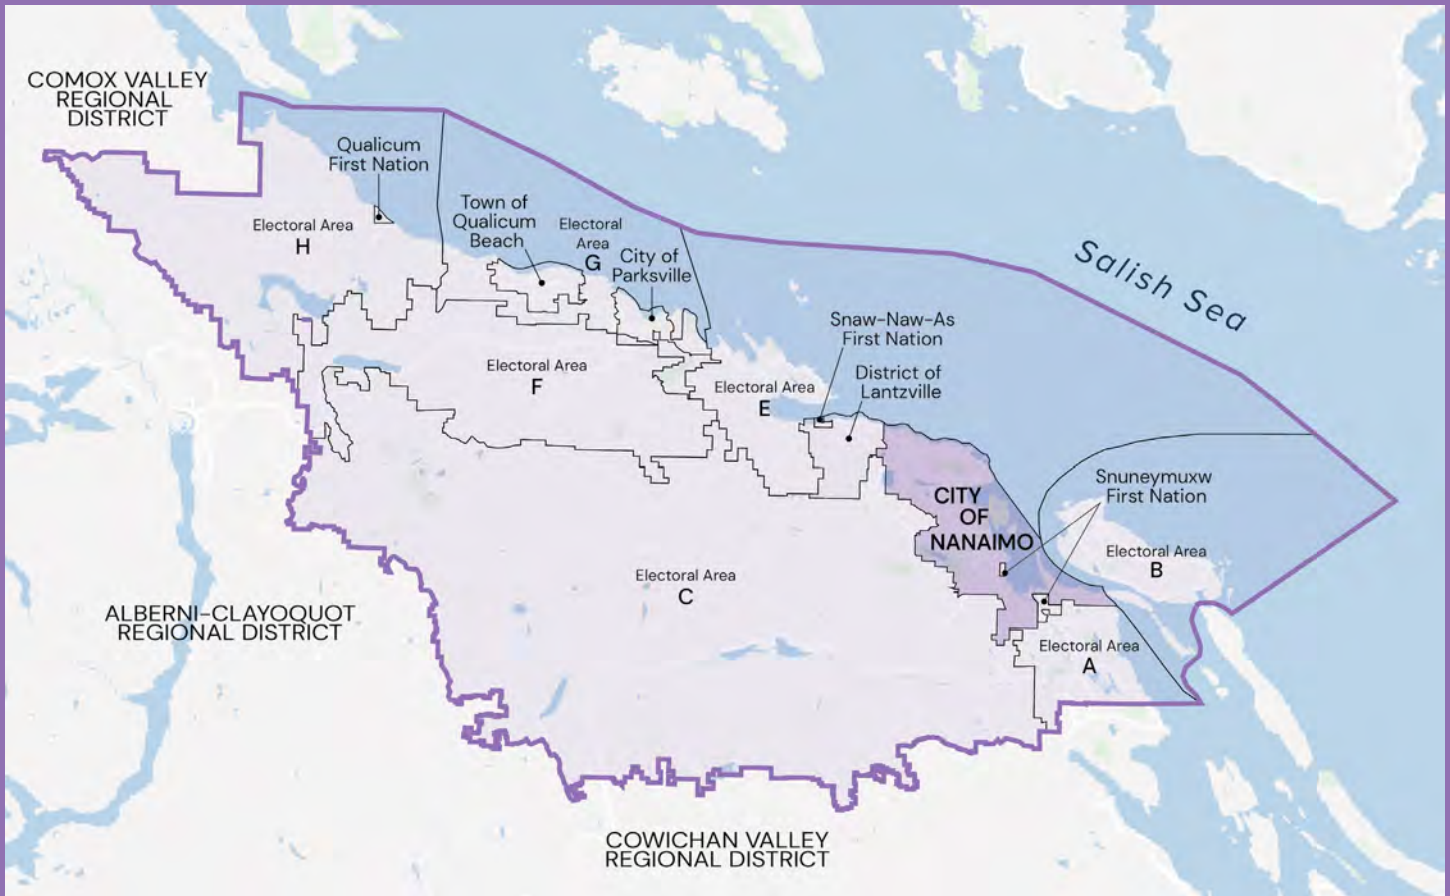 COMOX VALLEY
REGIONAL
DISTRICT
Qualicum
First Nation
Electoral Area
H
Town of
Qualicum
Beach
Electoral
Area
G
City of
Parksville
Salish Sea
Snaw-Naw-As
First Nation
District of
Lantzville
Electoral Area
F
Electoral Area
E
CITY
OF
NANAIMO
Snuneymuxw
First Nation
Electoral Area
B
Electoral Area
C
ALBERNI-CLAYOQUOT
REGIONAL DISTRICT
Electoral Area
A
COWICHAN VALLEY
REGIONAL DISTRICT